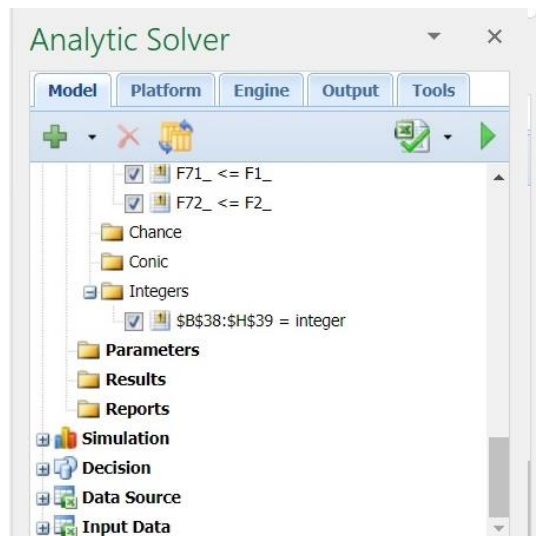 Analytic Solver
Model Platform Engine Output Tools
F71_ <= F1_
F72_ <= F2_
Chance
Conic
Integers
$B$38:$H$39 = integer
Parameters
Results
Reports
Simulation
Decision
Data Source
Input Data